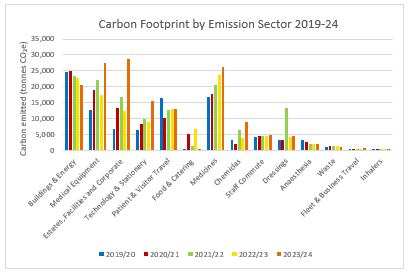 Carbon Footprint by Emission Sector 2019-24
35,000
30,000
25,000
20,000
15,000
10,000
5,000
-
Carbon emitted (tonnes CO₂e)
Buildings & Energy
Medical Equipment
Estates, Facilities and Corporate
Technology & Stationery
Patient & Visitor Travel
Food & Catering
Medicines
Chemicals
Staff Commute
Dressings
Anaesthesia
Waste
Fleet & Business Travel
Inhalers
2019/20
2020/21
2021/22
2022/23
2023/24